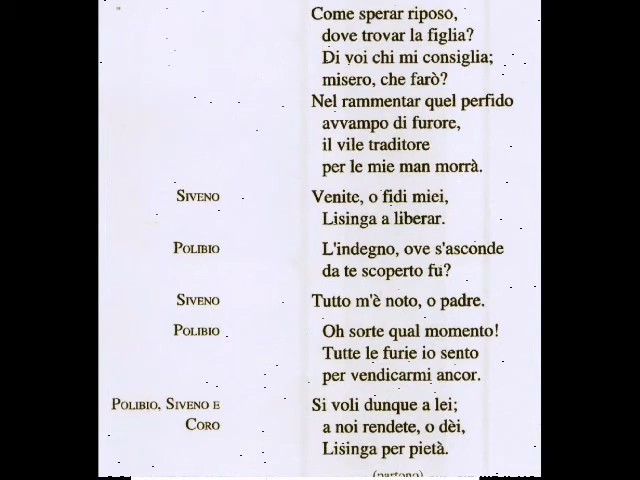 Come sperar riposo,
dove trovar la figlia?
Di voi chi mi consiglia;
misero, che farò?
Nel rammentar quel perfido
avvampo di furore,
il vile traditore
per le mie man morrà.
SIVENO Venite, o fidi miei,
Lisinga a liberar.
POLIBIO L'indegno, ove s'asconde
da te scoperto fu?
SIVENO Tutto m'è noto, o padre.
POLIBIO Oh sorte qual momento!
Tutte le furie io sento
per vendicarmi ancor.
POLIBIO, SIVENO E Si voli dunque a lei;
CORO a noi rendete, o dèi,
Lisinga per pietà.
(partono)